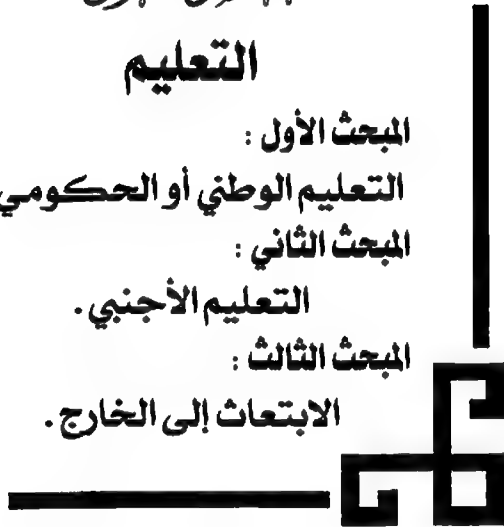 التعليم
المبحث الأول :
التعليم الوطني أو الحكومي
المبحث الثاني :
التعليم الأجنبي .
المبحث الثالث :
الابتعاث إلى الخارج .